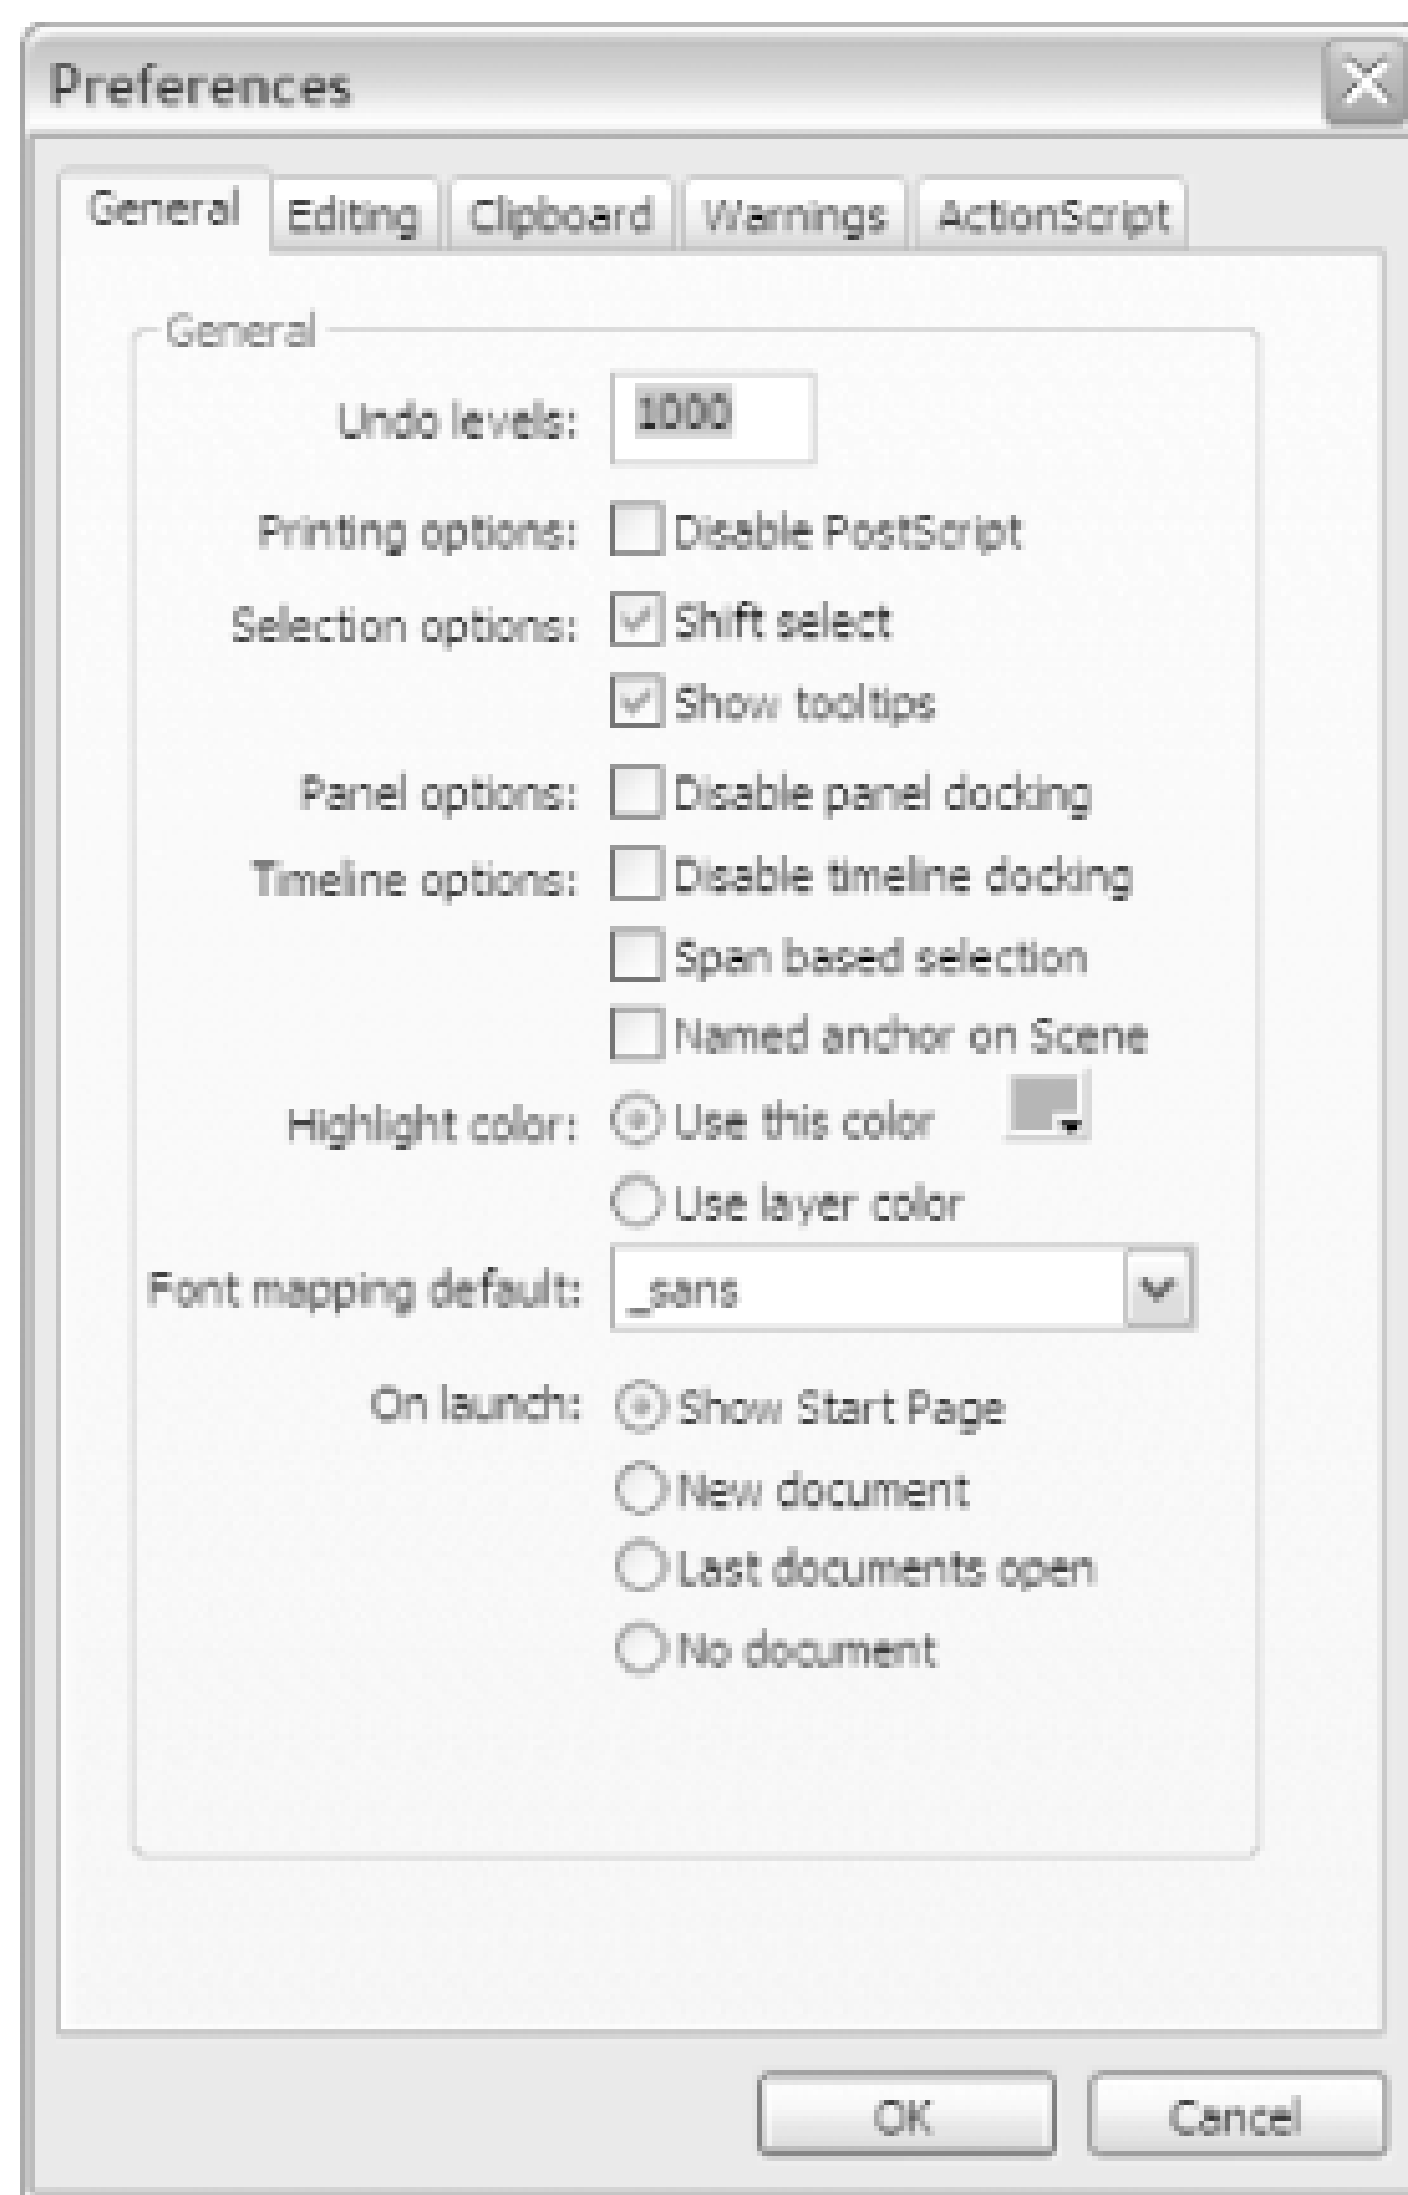 Preferences
General Editing Clipboard Warnings ActionScript
General
Undo levels: 1000
Printing options: Disable PostScript
Selection options: Shift select
Show tooltips
Panel options: Disable panel docking
Timeline options: Disable timeline docking
Span based selection
Named anchor on Scene
Highlight color: Use this color
Use layer color
Font mapping default: _sans
On launch: Show Start Page
New document
Last documents open
No document
OK Cancel